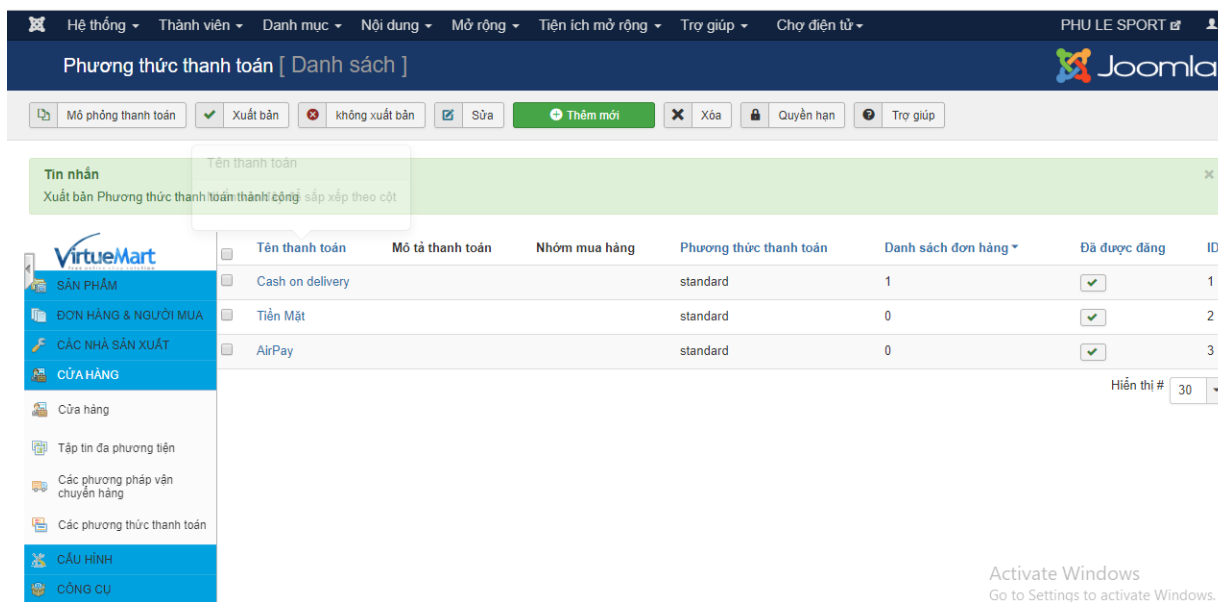 Hệ thống Thành viên Danh mục Nội dung Mở rộng Tiện ích mở rộng Trợ giúp Chợ điện tử PHU LE SPORT
Phương thức thanh toán [ Danh sách ] Joomla
Mô phỏng thanh toán Xuất bản không xuất bản Sửa Thêm mới Xóa Quyền hạn Trợ giúp
Tên thanh toán
Tin nhắn
Xuất bản Phương thức thanh toán thành công sắp xếp theo cột
VirtueMart
Tên thanh toán Mô tả thanh toán Nhớm mua hàng Phương thức thanh toán Danh sách đơn hàng Đã được đăng ID
SẢN PHẨM
Cash on delivery standard 1 1
ĐƠN HÀNG & NGƯỜI MUA
Tiền Mặt standard 0 2
CÁC NHÀ SẢN XUẤT
AirPay standard 0 3
CỬA HÀNG
Hiển thị # 30
Cửa hàng
Tập tin đa phương tiện
Các phương pháp vận
chuyển hàng
Các phương thức thanh toán
CẤU HÌNH
CÔNG CỤ
Activate Windows
Go to Settings to activate Windows.